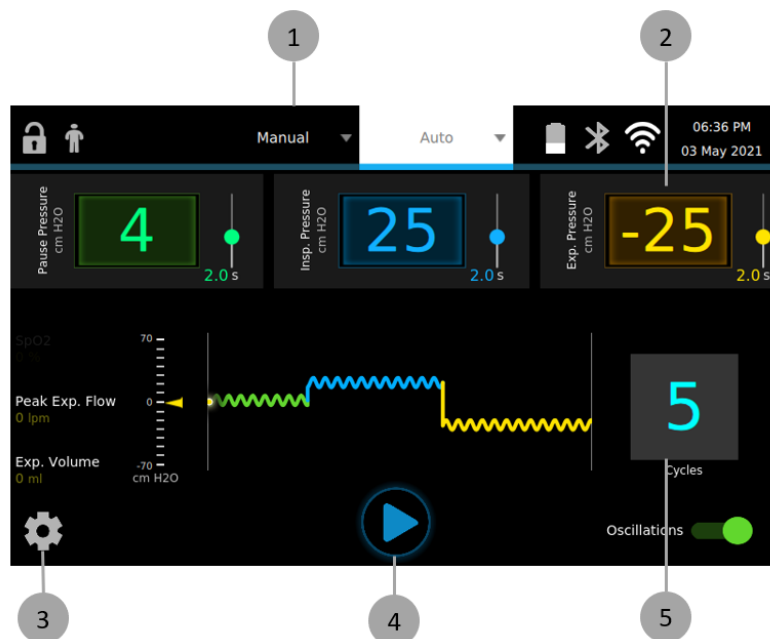 1
2
Manual
Auto
06:36 PM
03 May 2021
Pause Pressure
cm H2O
4
2.0 s
Insp. Pressure
cm H2O
25
2.0 s
Exp. Pressure
cm H2O
-25
2.0 s
SpO2
0 %
70
Peak Exp. Flow
0 lpm
0
Exp. Volume
0 ml
-70
cm H2O
5
Cycles
Oscillations
3
4
5